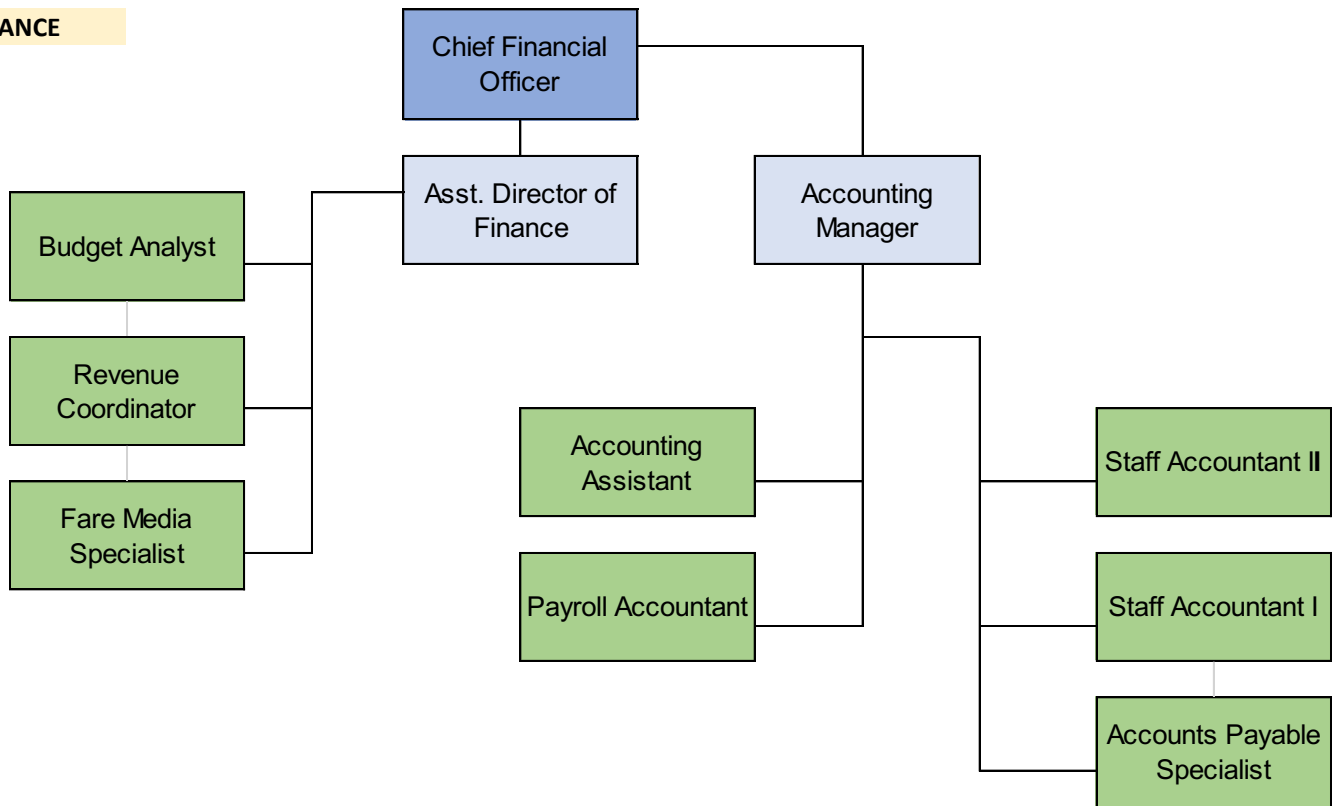 ANCE
Chief Financial
Officer
Asst. Director of
Finance
Accounting
Manager
Budget Analyst
Revenue
Coordinator
Fare Media
Specialist
Accounting
Assistant
Payroll Accountant
Staff Accountant II
Staff Accountant I
Accounts Payable
Specialist